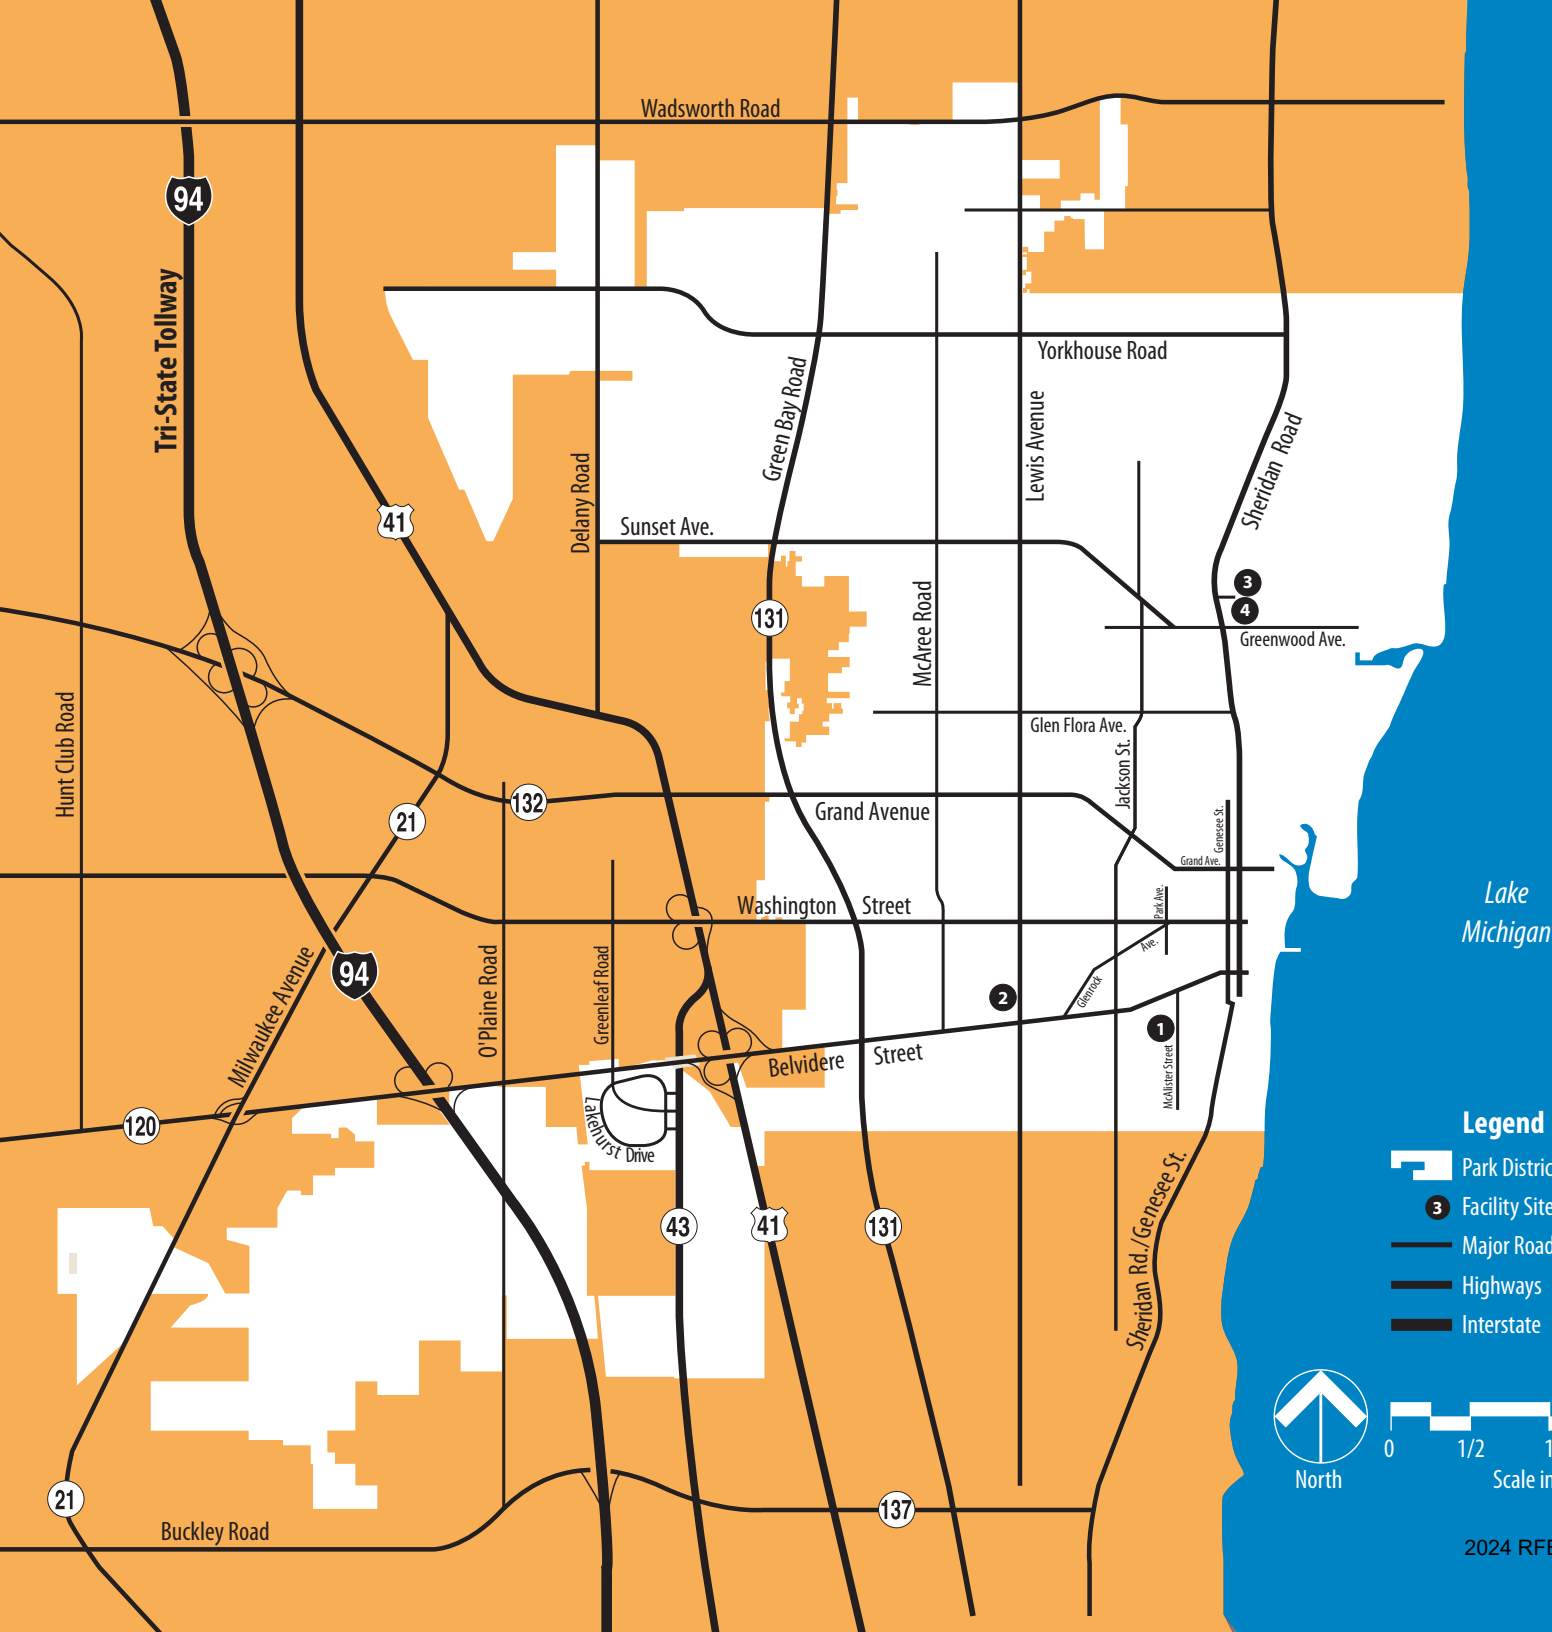 Wadsworth Road
94
Tri-State Tollway
Yorkhouse Road
Green Bay Road
Lewis Avenue
Sheridan Road
Delany Road
41
Sunset Ave.
3
4
131
McAree Road
Greenwood Ave.
Hunt Club Road
Glen Flora Ave.
Jackson St.
132
21
Grand Avenue
Genesee St.
Grand Ave.
Park Ave.
Washington Street
Lake
Michigan
Glenrock Ave.
94
Milwaukee Avenue
O'Plaine Road
Greenleaf Road
2
1
Belvidere Street
McAllister Street
120
Lakehurst Drive
43
41
131
Sheridan Rd./Genesee St.
Legend
Park Distric
3 Facility Site
Major Road
Highways
Interstate
0 1/2 1
North
Scale in
21
137
Buckley Road
2024 RFE